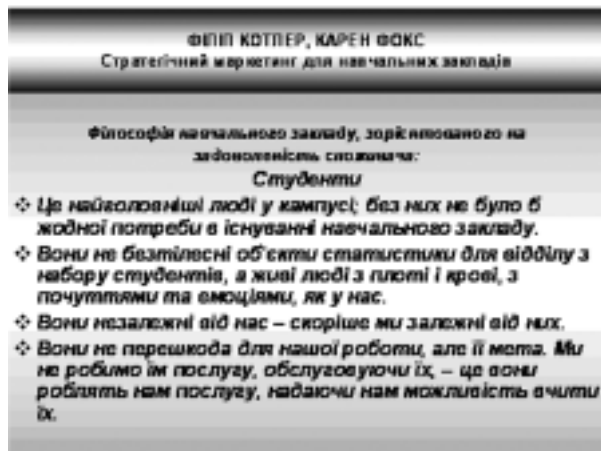 ФІЛІП КОТЛЕР, КАРЕН ФОКС
Стратегічний маркетинг для навчальних закладів
Філософія навчального закладу, зорієнтованого на
задоволеність споживача:
Студенти
❖ Це найголовніші люди у кампусі; без них не було б
жодної потреби в існуванні навчального закладу.
❖ Вони не безтілесні об'єкти статистики для відділу з
набору студентів, а живі люди з плоті і крові, з
почуттями та емоціями, як у нас.
❖ Вони незалежні від нас – скоріше ми залежні від них.
❖ Вони не перешкода для нашої роботи, але її мета. Ми
не робимо їм послугу, обслуговуючи їх, – це вони
роблять нам послугу, надаючи нам можливість вчити
їх.